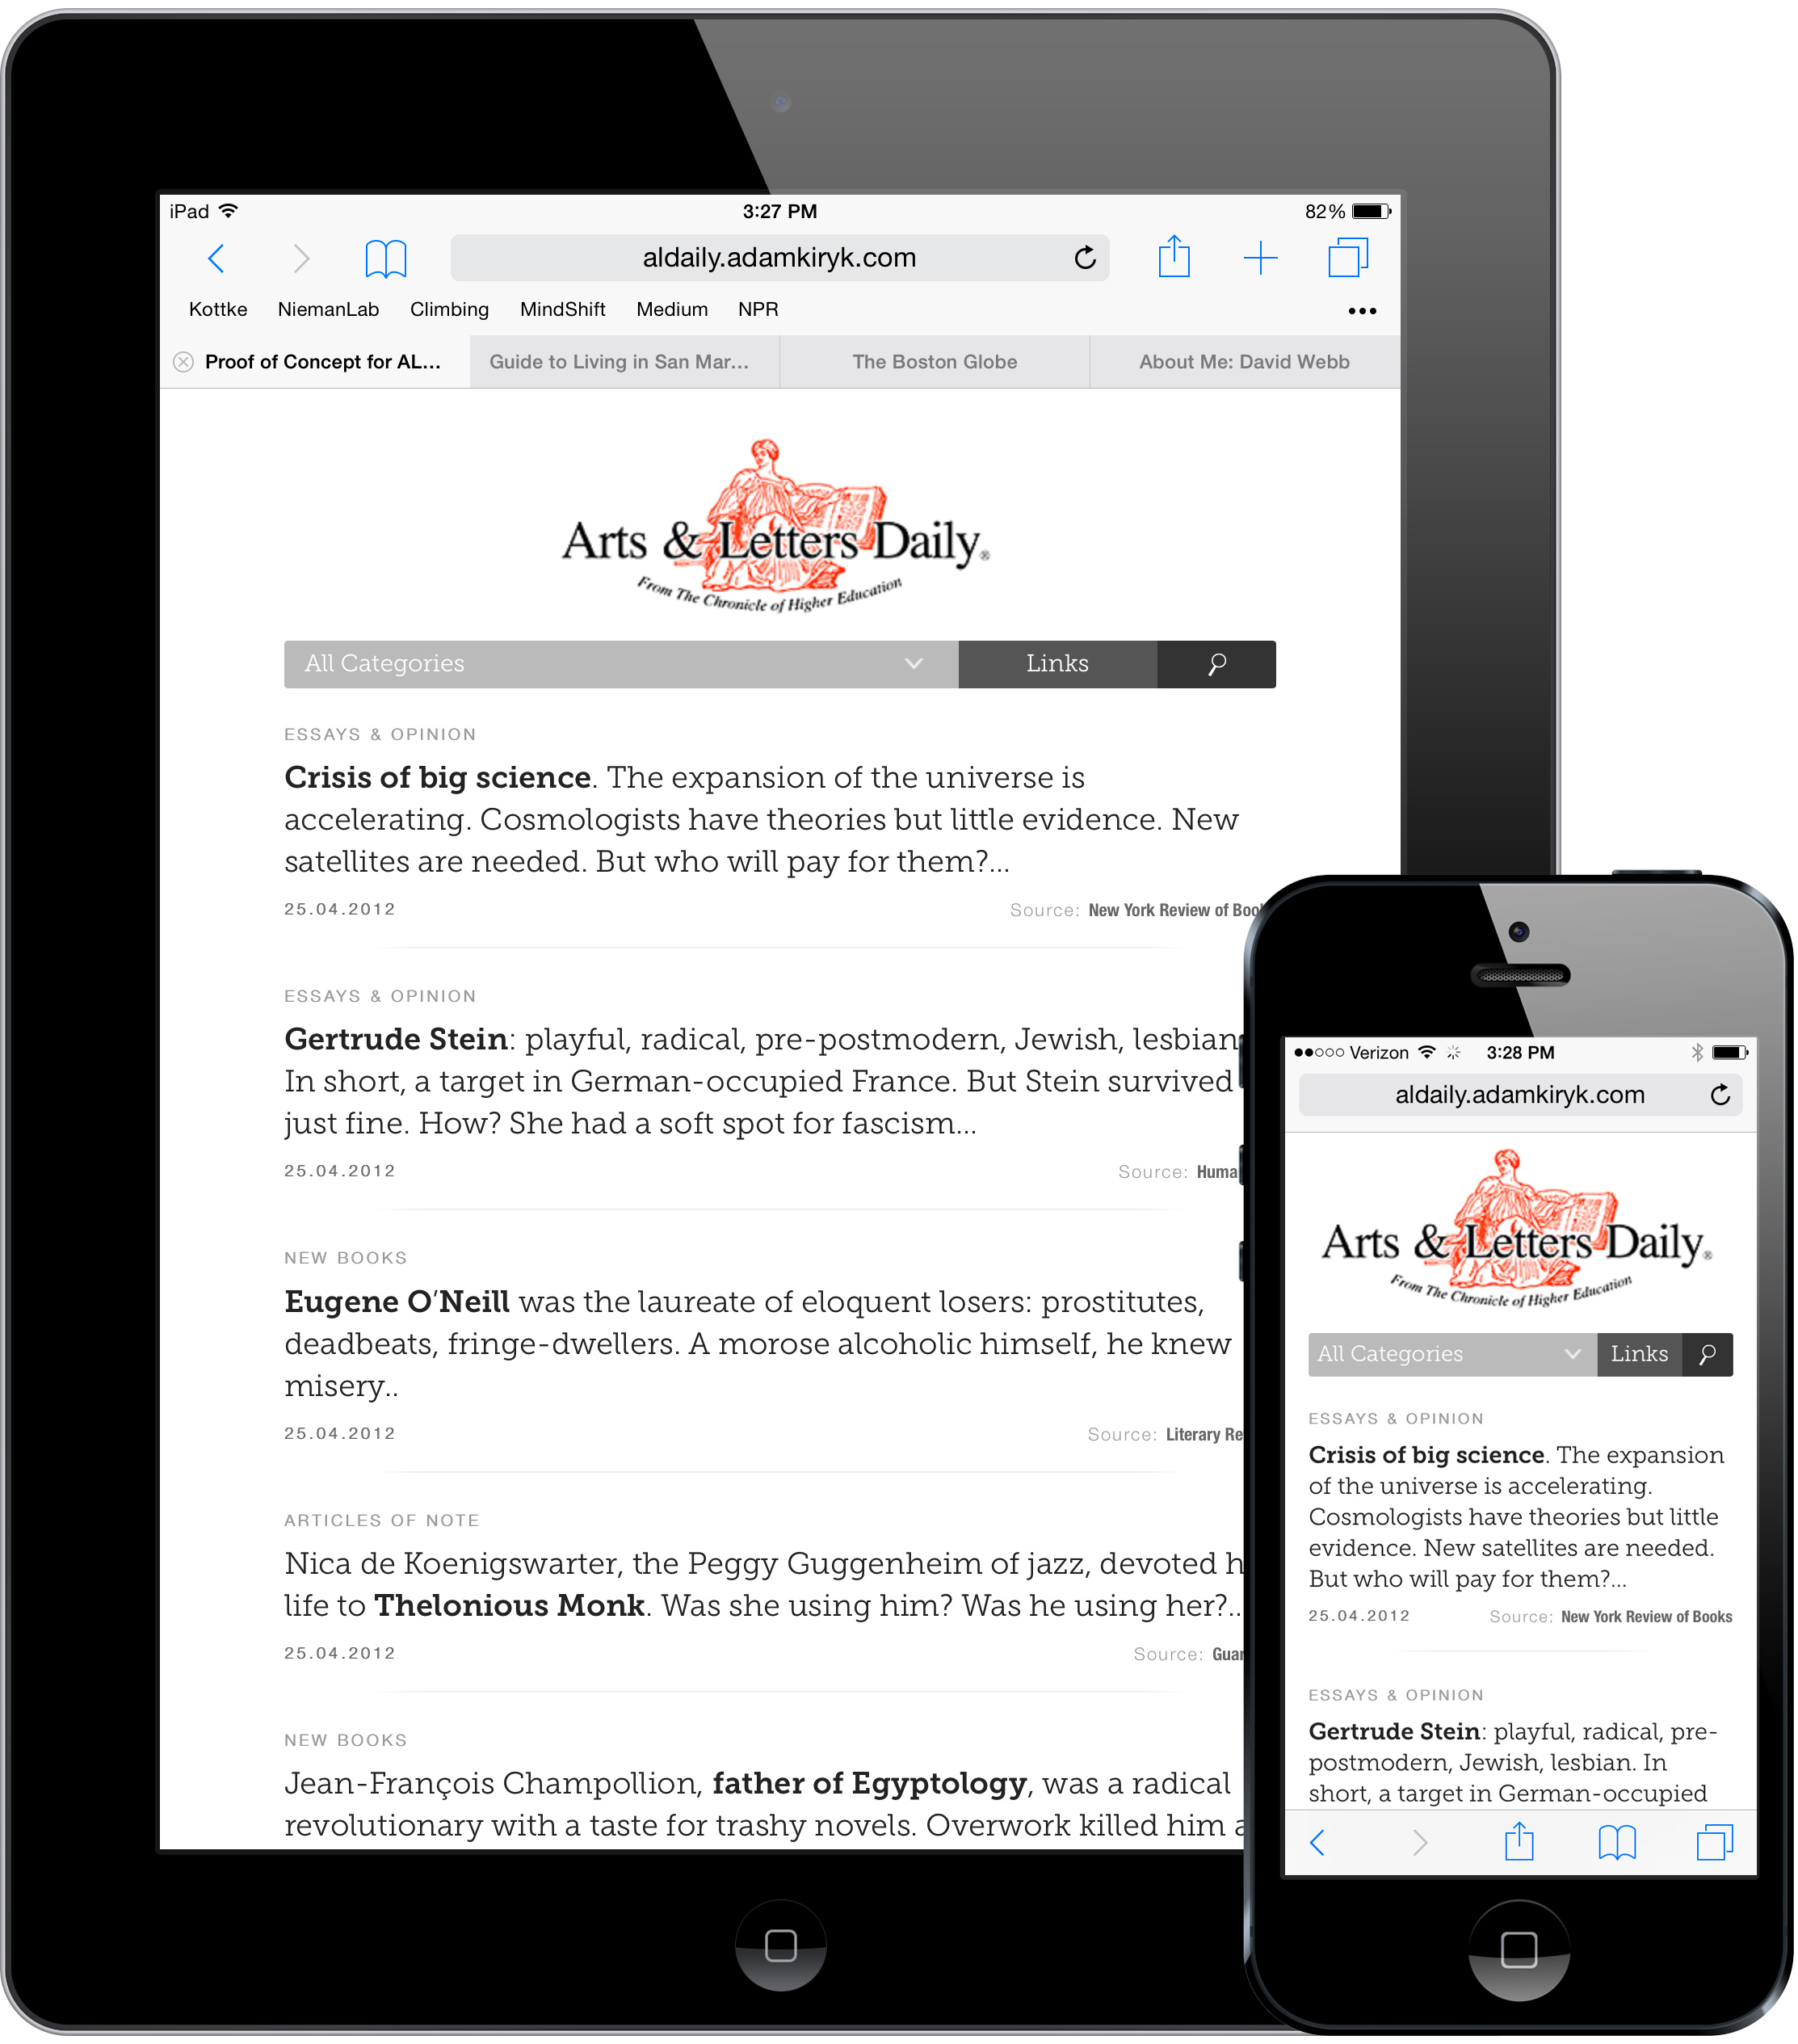 iPad 3:27 PM 82%
aldaily.adamkiryk.com
Kottke NiemanLab Climbing MindShift Medium NPR
Proof of Concept for AL... Guide to Living in San Mar... The Boston Globe About Me: David Webb
Arts & Letters Daily®
From The Chronicle of Higher Education
All Categories Links
ESSAYS & OPINION
Crisis of big science. The expansion of the universe is
accelerating. Cosmologists have theories but little evidence. New
satellites are needed. But who will pay for them?...
25.04.2012 Source: New York Review of
ESSAYS & OPINION
Gertrude Stein: playful, radical, pre-postmodern, Jewish, lesbian
In short, a target in German-occupied France. But Stein survived
just fine. How? She had a soft spot for fascism...
25.04.2012 Source:
NEW BOOKS
Eugene O'Neill was the laureate of eloquent losers: prostitutes,
deadbeats, fringe-dwellers. A morose alcoholic himself, he knew
misery..
25.04.2012 Source: Literary
ARTICLES OF NOTE
Nica de Koenigswarter, the Peggy Guggenheim of jazz, devoted
life to Thelonious Monk. Was she using him? Was he using her?..
25.04.2012 Source:
NEW BOOKS
Jean-François Champollion, father of Egyptology, was a radical
revolutionary with a taste for trashy novels. Overwork killed him
Verizon 3:28 PM
aldaily.adamkiryk.com
Arts & Letters Daily®
From The Chronicle of Higher Education
All Categories Links
ESSAYS & OPINION
Crisis of big science. The expansion
of the universe is accelerating.
Cosmologists have theories but little
evidence. New satellites are needed.
But who will pay for them?...
25.04.2012 Source: New York Review of Books
ESSAYS & OPINION
Gertrude Stein: playful, radical, pre-
postmodern, Jewish, lesbian. In
short, a target in German-occupied